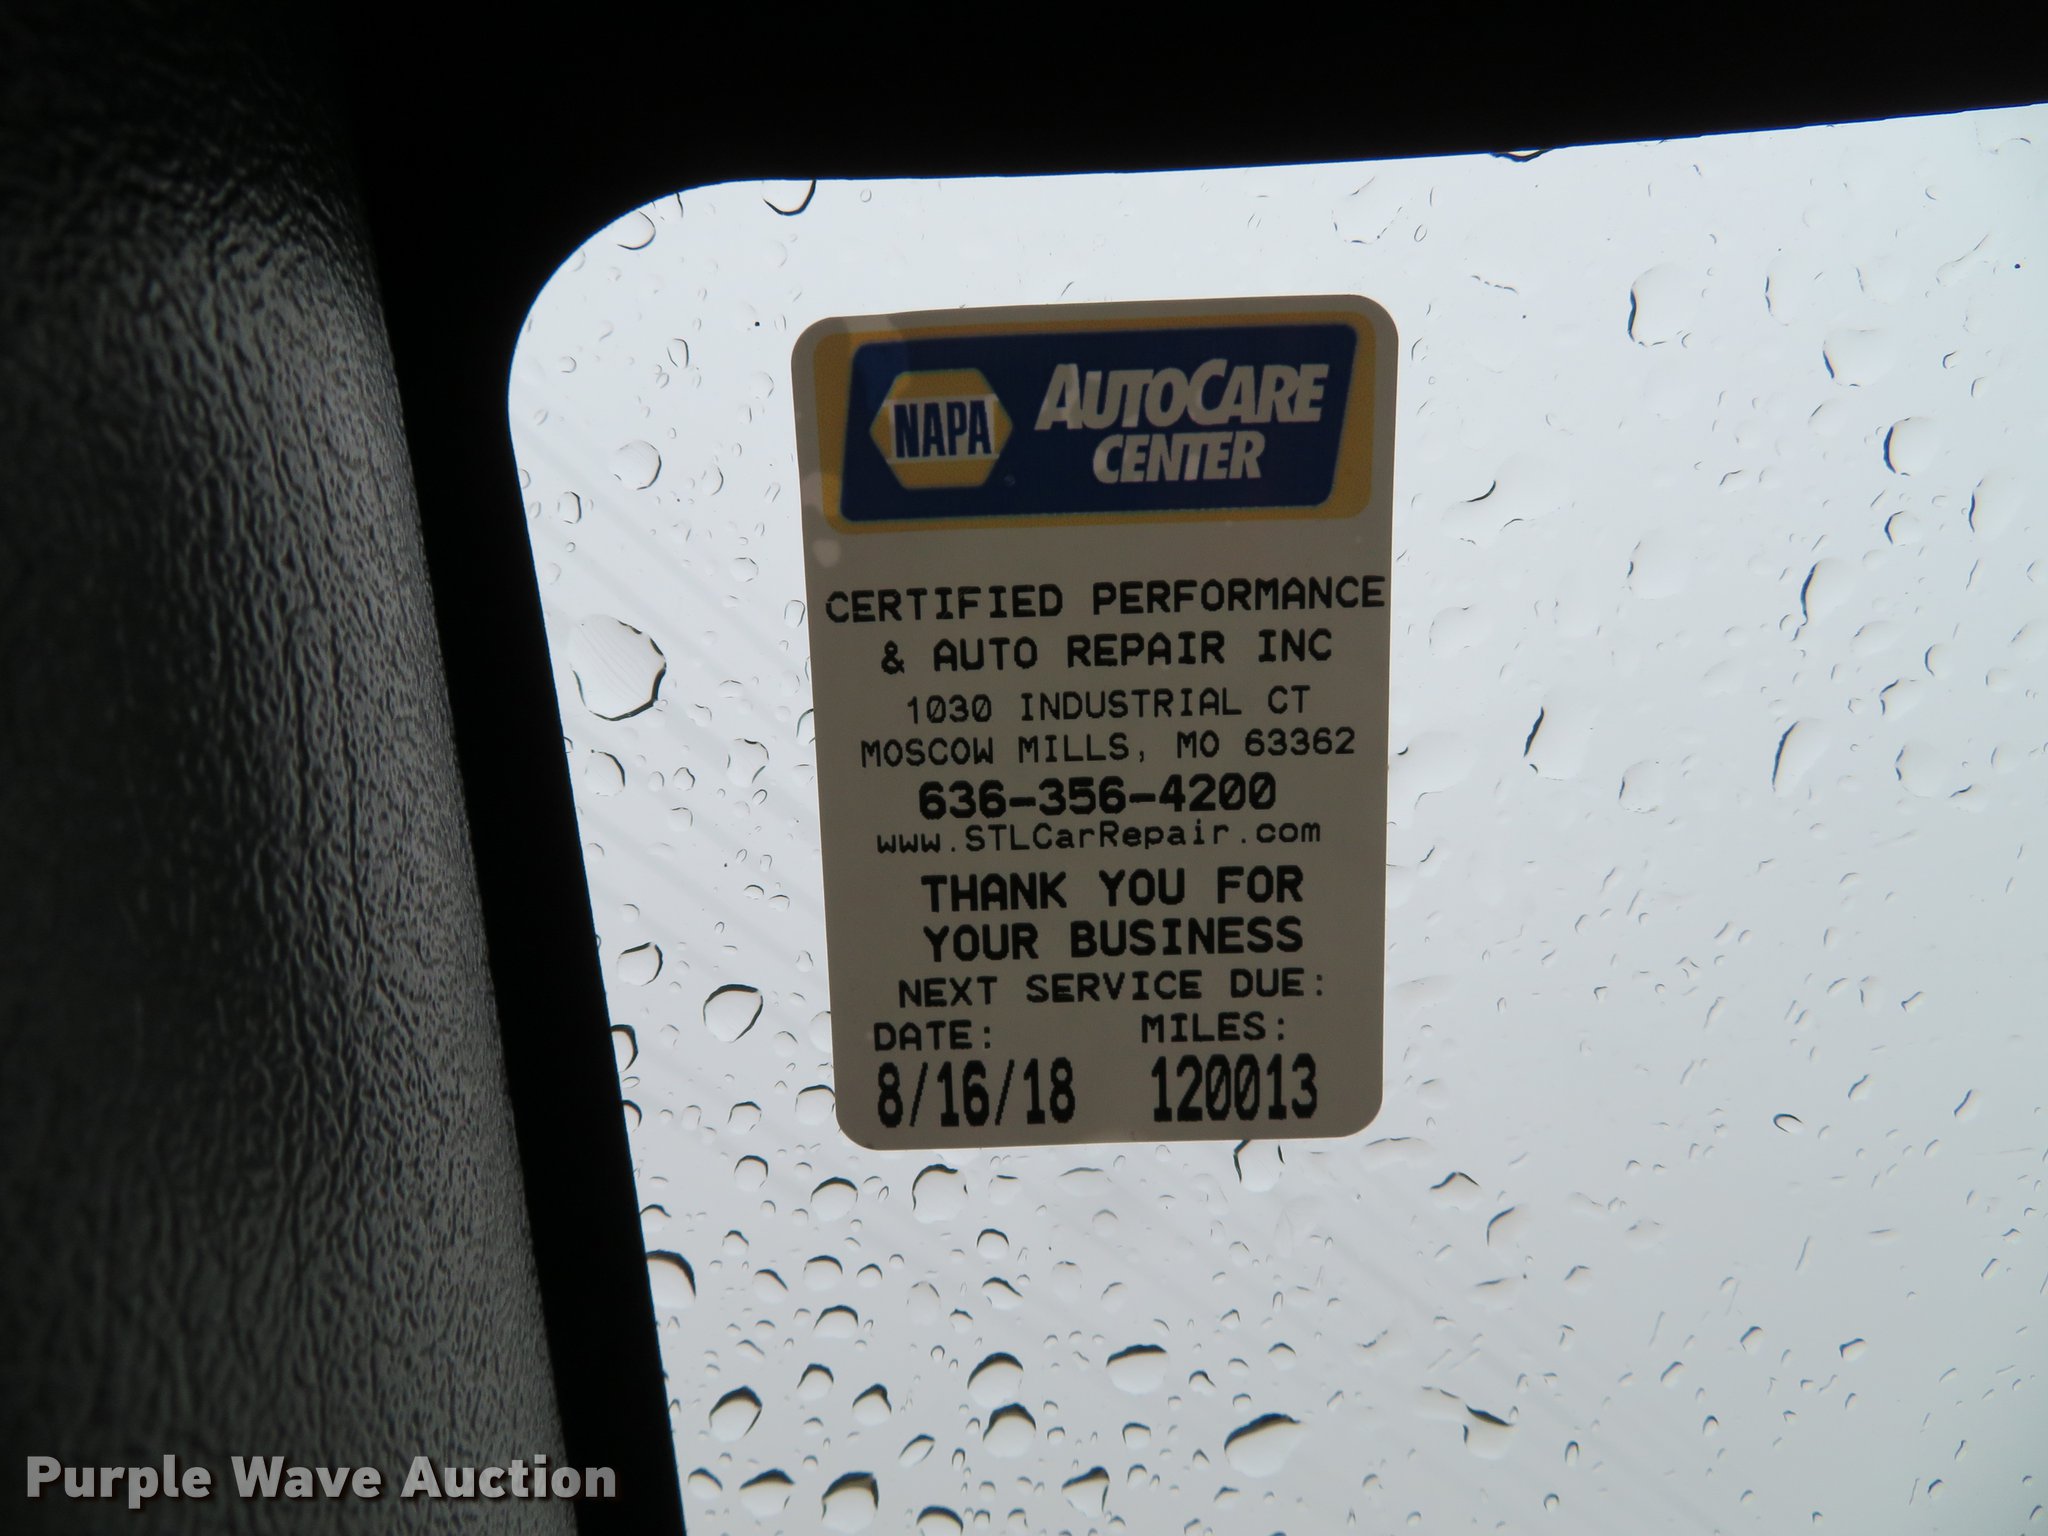 NAPA AUTOCARE
CENTER
CERTIFIED PERFORMANCE
& AUTO REPAIR INC
1030 INDUSTRIAL CT
MOSCOW MILLS, MO 63362
636-356-4200
www.STLCarRepair.com
THANK YOU FOR
YOUR BUSINESS
NEXT SERVICE DUE:
DATE: MILES:
8/16/18 120013
Purple Wave Auction